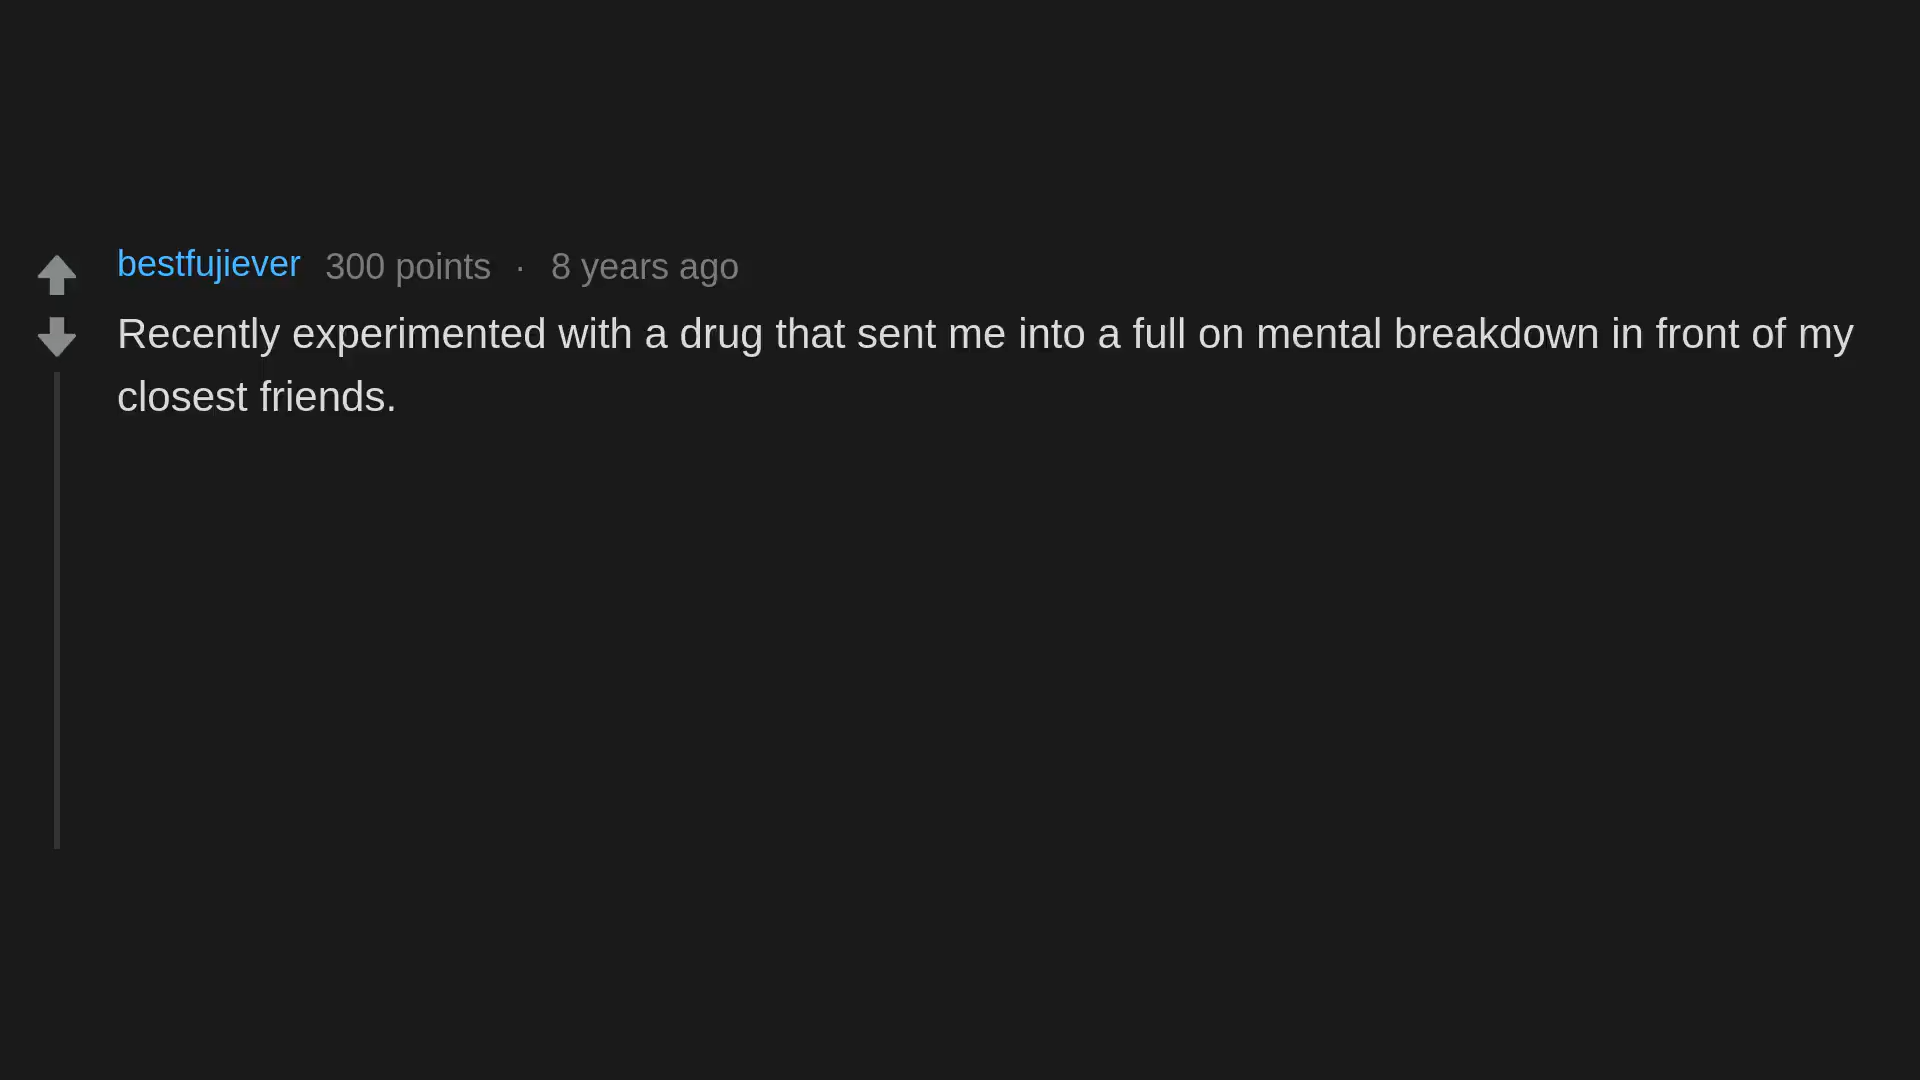 bestfujiever 300 points · 8 years ago
Recently experimented with a drug that sent me into a full on mental breakdown in front of my
closest friends.